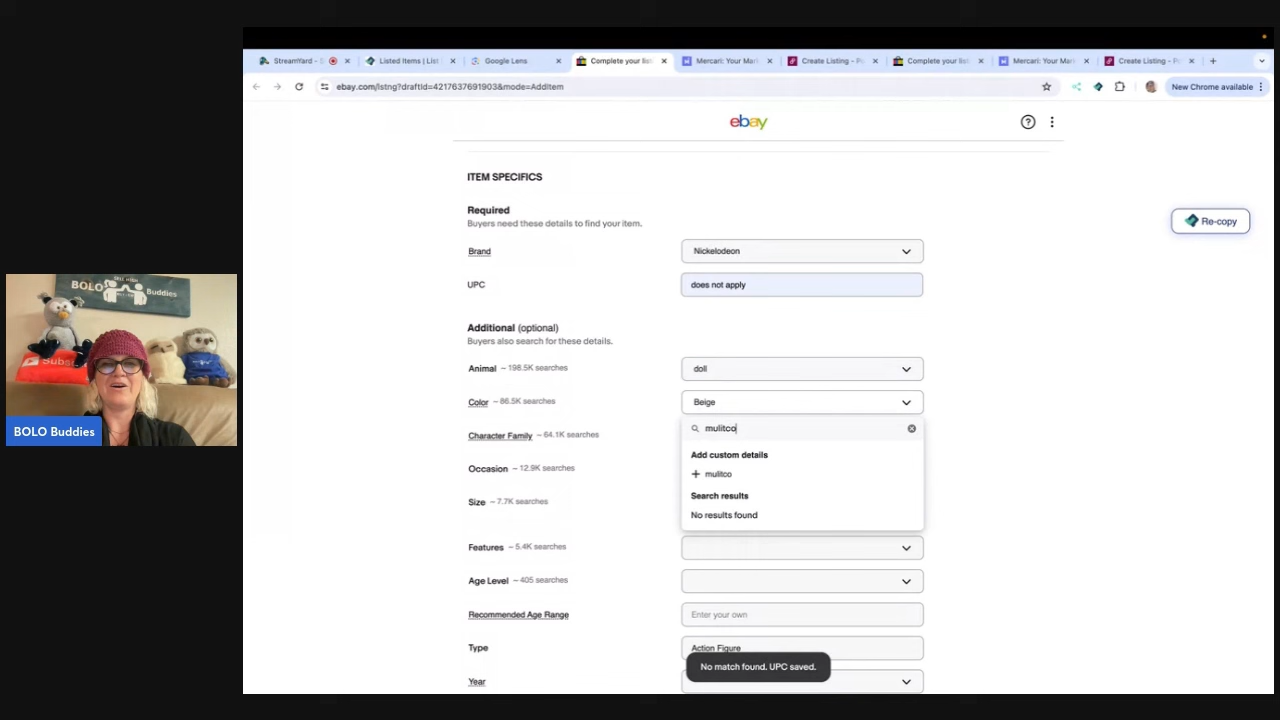 StreamYard - 
Listed Items | List
Google Lens
Complete your list
Mercari: Your Mar
Create Listing - P
Complete your list
Mercari: Your Mar
Create Listing - P
ebay.com/lstng?draftId=4217637691903&mode=AddItem
New Chrome available
ebay
ITEM SPECIFICS
Required
Buyers need these details to find your item.
Re-copy
Brand
Nickelodeon
UPC
does not apply
Additional (optional)
Buyers also search for these details.
Animal ~ 198.5K searches
doll
Color ~ 86.5K searches
Beige
mulitco
Character Family ~ 64.1K searches
Add custom details
Occasion ~ 12.9K searches
+ mulitco
Search results
Size ~ 7.7K searches
No results found
Features ~ 5.4K searches
Age Level ~ 405 searches
Recommended Age Range
Enter your own
Type
Action Figure
No match found. UPC saved.
Year
BOLO
Buddies
Subsc
BOLO Buddies